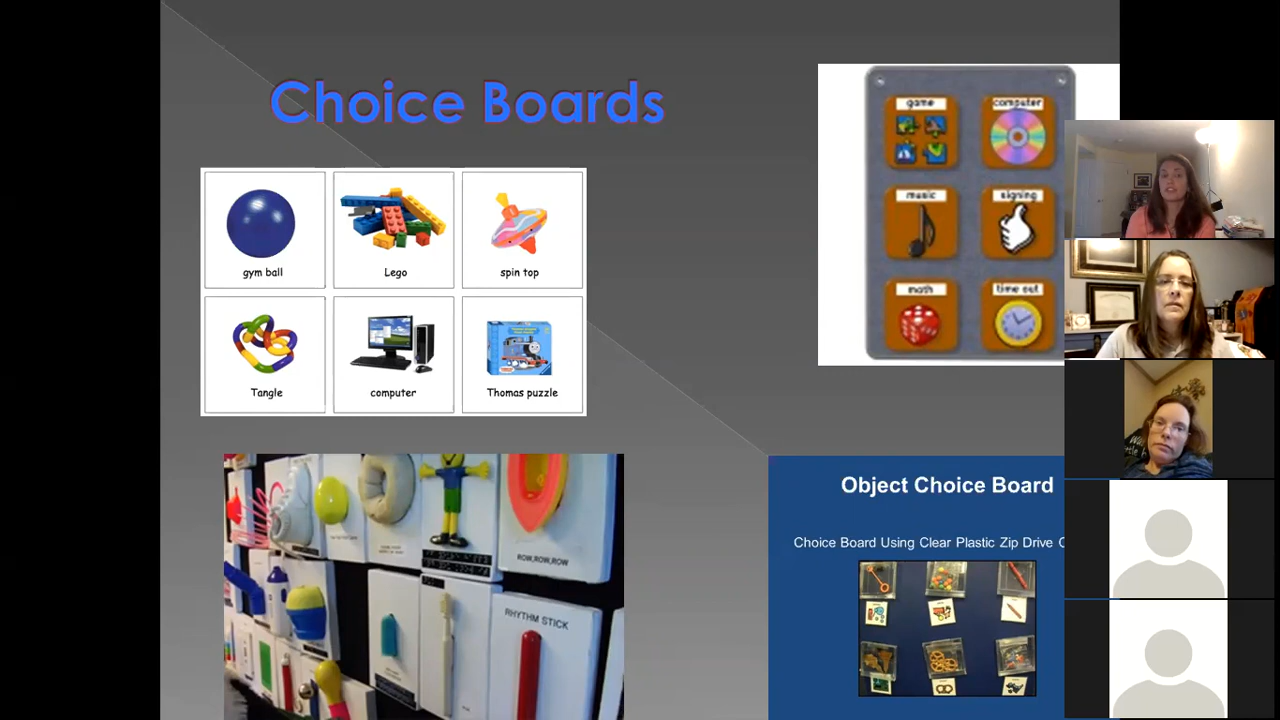 Choice Boards
gym ball
Lego
spin top
Tangle
computer
Thomas puzzle
game
computer
music
signing
math
time out
ROW, ROW, ROW
RHYTHM STICK
Object Choice Board
Choice Board Using Clear Plastic Zip Drive